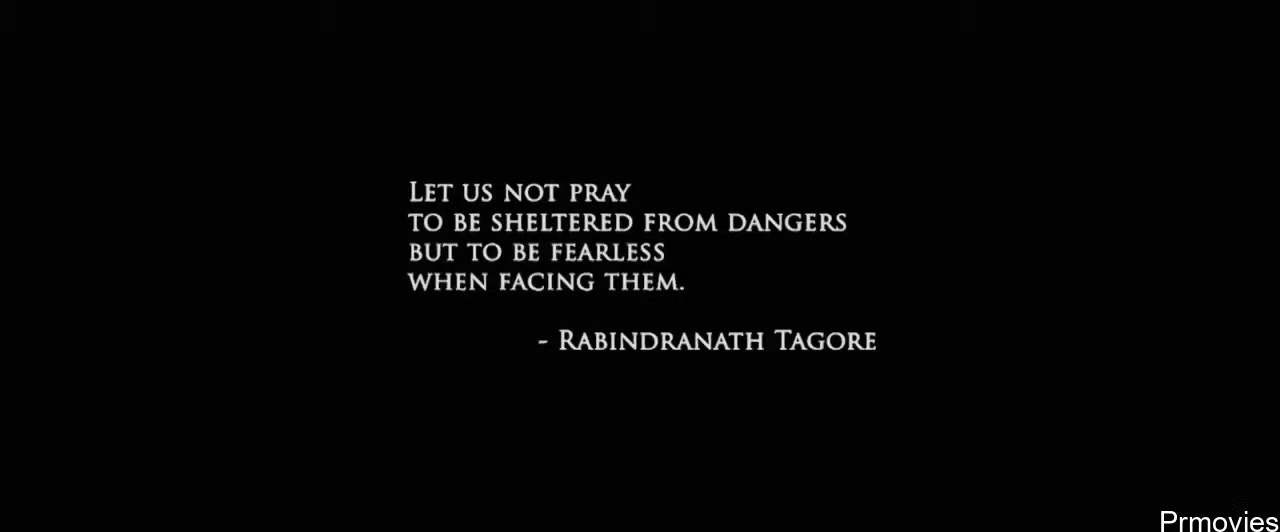 LET US NOT PRAY
TO BE SHELTERED FROM DANGERS
BUT TO BE FEARLESS
WHEN FACING THEM.
- RABINDRANATH TAGORE
Prmovies